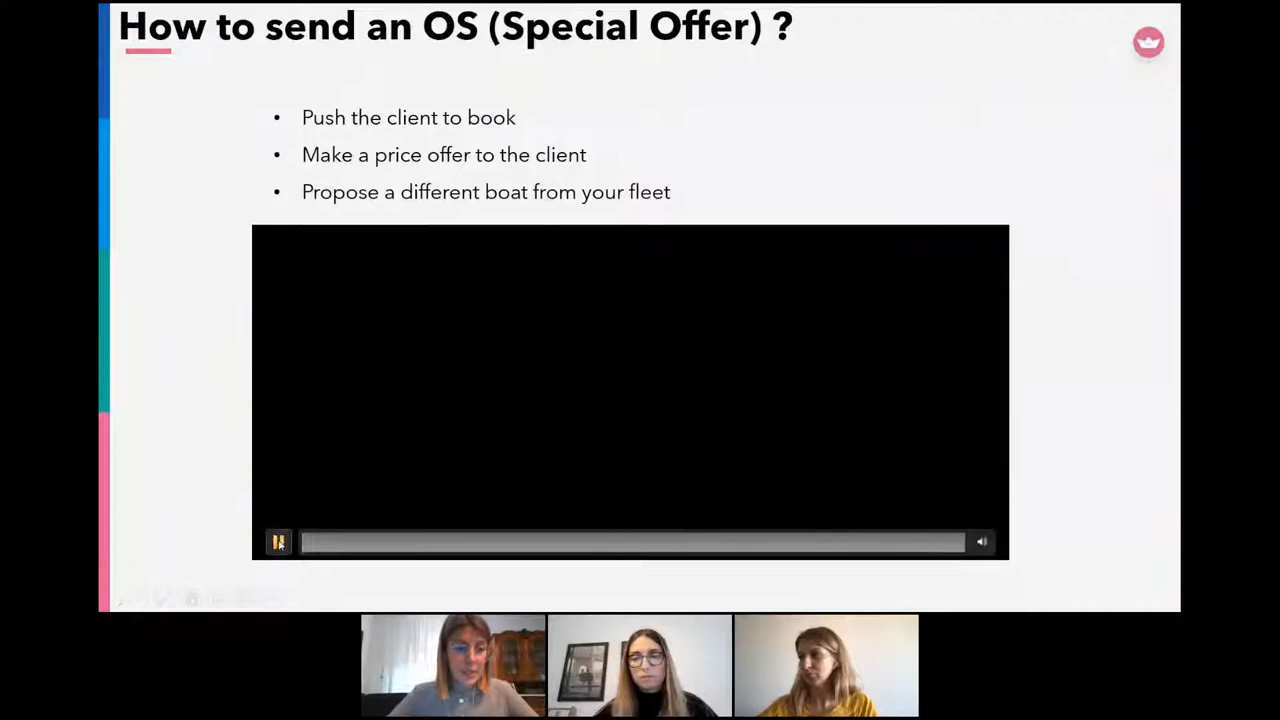 How to send an OS (Special Offer) ?
• Push the client to book
• Make a price offer to the client
• Propose a different boat from your fleet